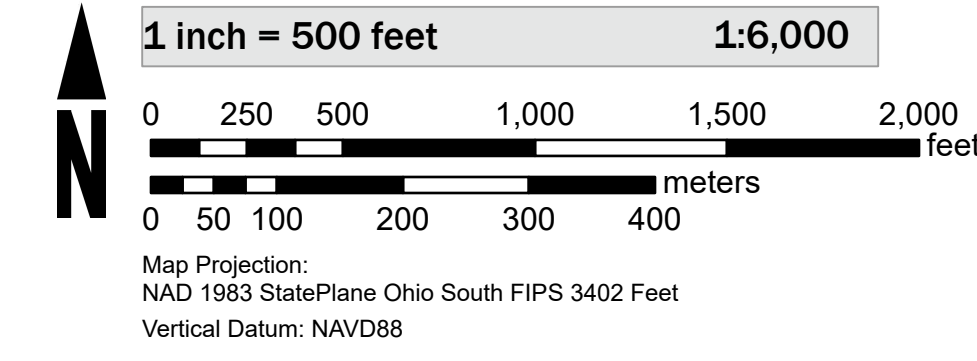 1 inch = 500 feet 1:6,000
0 250 500 1,000 1,500 2,000
feet
meters
0 50 100 200 300 400
N
Map Projection:
NAD 1983 StatePlane Ohio South FIPS 3402 Feet
Vertical Datum: NAVD88